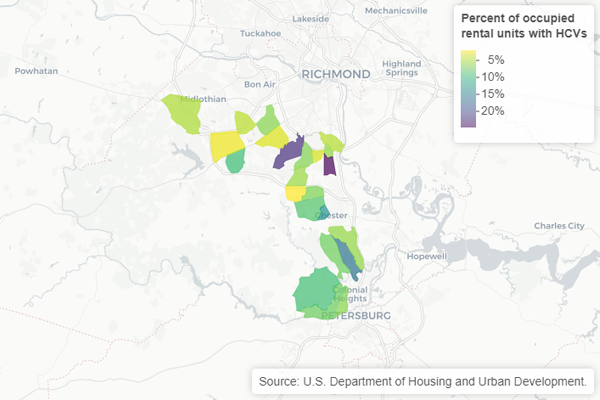 Mechanicsville
Lakeside
Tuckahoe
Percent of occupied
rental units with HCVs
5%
10%
15%
20%
Powhatan
RICHMOND
Highland
Springs
Bon Air
Midlothian
Chester
Charles City
Hopewell
Colonial
Heights
PETERSBURG
Source: U.S. Department of Housing and Urban Development.